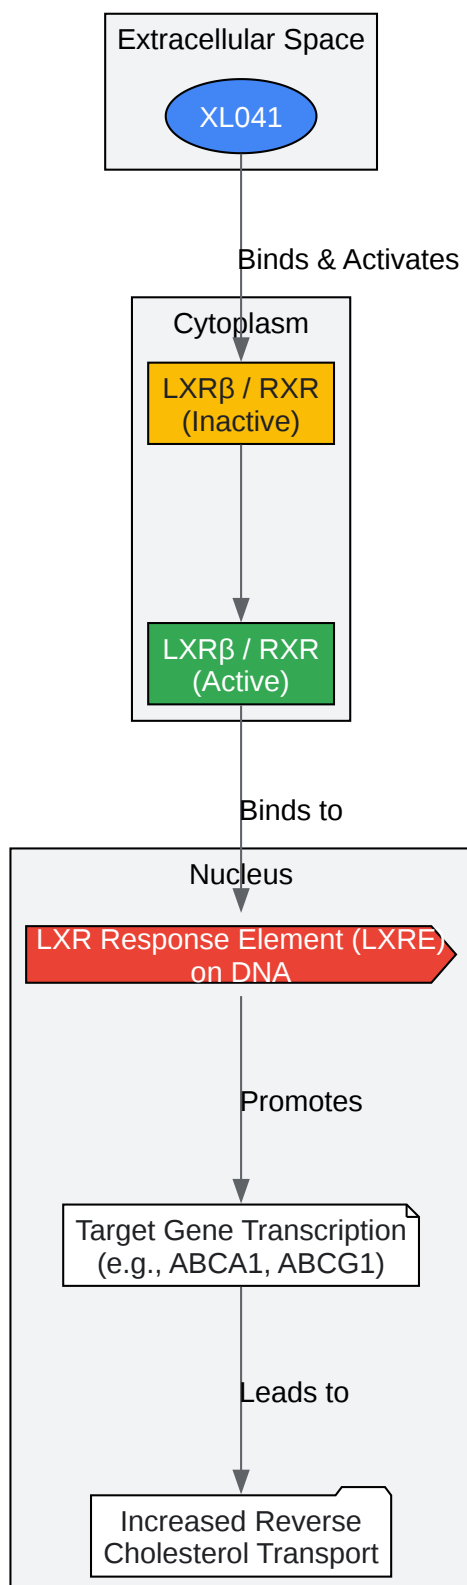 Extracellular Space
XL041
Binds & Activates
Cytoplasm
LXRβ / RXR
(Inactive)
LXRβ / RXR
(Active)
Binds to
Nucleus
LXR Response Element (LXRE)
on DNA
Promotes
Target Gene Transcription
(e.g., ABCA1, ABCG1)
Leads to
Increased Reverse
Cholesterol Transport